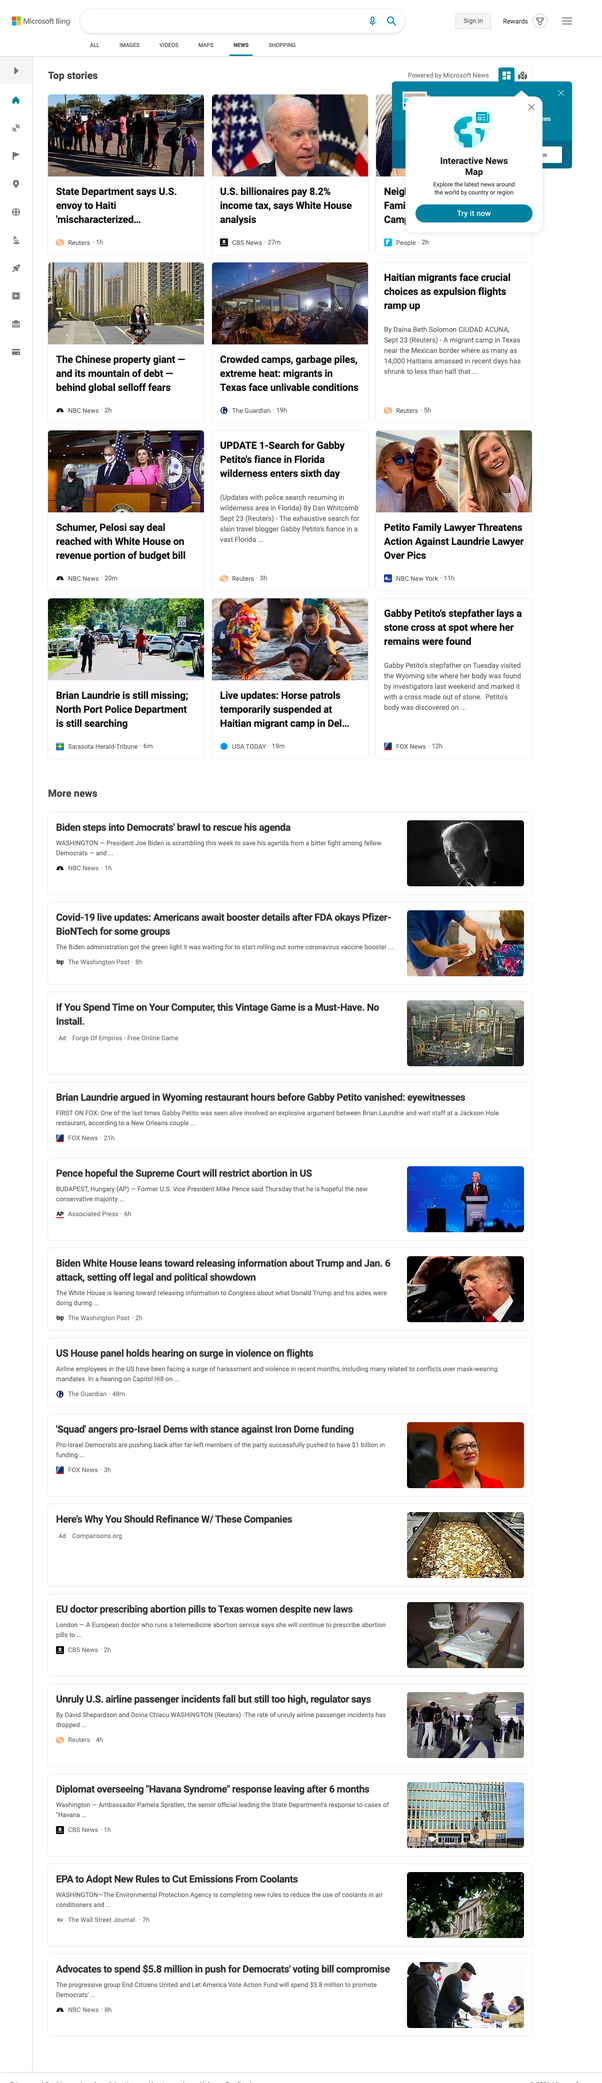 Microsoft Bing
Sign in
Rewards
ALL
IMAGES
VIDEOS
MAPS
NEWS
SHOPPING
Top stories
Powered by Microsoft News
Interactive News
Map
Explore the latest news around
the world by country or region
Try it now
State Department says U.S.
envoy to Haiti
'mischaracterized...
Reuters · 1h
U.S. billionaires pay 8.2%
income tax, says White House
analysis
CBS News · 27m
People · 2h
The Chinese property giant —
and its mountain of debt —
behind global selloff fears
NBC News · 2h
Crowded camps, garbage piles,
extreme heat: migrants in
Texas face unlivable conditions
The Guardian · 19h
Haitian migrants face crucial
choices as expulsion flights
ramp up
By Daina Beth Solomon CIUDAD ACUNA,
Sept 23 (Reuters) - A migrant camp in Texas
near the Mexican border where as many as
14,000 Haitians amassed in recent days has
shrunk to less than half that ...
Reuters · 5h
Schumer, Pelosi say deal
reached with White House on
revenue portion of budget bill
NBC News · 20m
UPDATE 1-Search for Gabby
Petito's fiance in Florida
wilderness enters sixth day
(Updates with police search resuming in
wilderness area in Florida) By Dan Whitcomb
Sept 23 (Reuters) - The exhaustive search for
slain travel blogger Gabby Petito's fiance in a
vast Florida ...
Reuters · 3h
Petito Family Lawyer Threatens
Action Against Laundrie Lawyer
Over Pics
NBC New York · 11h
Brian Laundrie is still missing;
North Port Police Department
is still searching
Sarasota Herald-Tribune · 6m
Live updates: Horse patrols
temporarily suspended at
Haitian migrant camp in Del...
USA TODAY · 19m
Gabby Petito's stepfather lays a
stone cross at spot where her
remains were found
Gabby Petito's stepfather on Tuesday visited
the Wyoming site where her body was found
by investigators last weekend and marked it
with a cross made out of stone. Petito's
body was discovered on ...
FOX News · 12h
More news
Biden steps into Democrats' brawl to rescue his agenda
WASHINGTON — President Joe Biden is scrambling this week to save his agenda from a bitter fight among fellow
Democrats — and ...
NBC News · 1h
Covid-19 live updates: Americans await booster details after FDA okays Pfizer-
BioNTech for some groups
The Biden administration got the green light it was waiting for to start rolling out some coronavirus vaccine booster ...
The Washington Post · 8h
If You Spend Time on Your Computer, this Vintage Game is a Must-Have. No
Install.
Ad Forge Of Empires - Free Online Game
Brian Laundrie argued in Wyoming restaurant hours before Gabby Petito vanished: eyewitnesses
FIRST ON FOX: One of the last times Gabby Petito was seen alive involved an explosive argument between Brian Laundrie and wait staff at a Jackson Hole
restaurant, according to a New Orleans couple ...
FOX News · 21h
Pence hopeful the Supreme Court will restrict abortion in US
BUDAPEST, Hungary (AP) — Former U.S. Vice President Mike Pence said Thursday that he is hopeful the new
conservative majority ...
AP Associated Press · 6h
Biden White House leans toward releasing information about Trump and Jan. 6
attack, setting off legal and political showdown
The White House is leaning toward releasing information to Congress about what Donald Trump and his aides were
doing during ...
The Washington Post · 2h
US House panel holds hearing on surge in violence on flights
Airline employees in the US have been facing a surge of harassment and violence in recent months, including many related to conflicts over mask-wearing
mandates. In a hearing on Capitol Hill on ...
The Guardian · 48m
'Squad' angers pro-Israel Dems with stance against Iron Dome funding
Pro-Israel Democrats are pushing back after far-left members of the party successfully pushed to have $1 billion in
funding ...
FOX News · 3h
Here's Why You Should Refinance W/ These Companies
Ad Comparisons.org
EU doctor prescribing abortion pills to Texas women despite new laws
London — A European doctor who runs a telemedicine abortion service says she will continue to prescribe abortion
pills to ...
CBS News · 2h
Unruly U.S. airline passenger incidents fall but still too high, regulator says
By David Shepardson and Doina Chiacu WASHINGTON (Reuters) -The rate of unruly airline passenger incidents has
dropped ...
Reuters · 4h
Diplomat overseeing "Havana Syndrome" response leaving after 6 months
Washington — Ambassador Pamela Spratlen, the senior official leading the State Department's response to cases of
"Havana ...
CBS News · 1h
EPA to Adopt New Rules to Cut Emissions From Coolants
WASHINGTON—The Environmental Protection Agency is completing new rules to reduce the use of coolants in air
conditioners and ...
The Wall Street Journal. · 7h
Advocates to spend $5.8 million in push for Democrats' voting bill compromise
The progressive group End Citizens United and Let America Vote Action Fund will spend $5.8 million to promote
Democrats' ...
NBC News · 8h